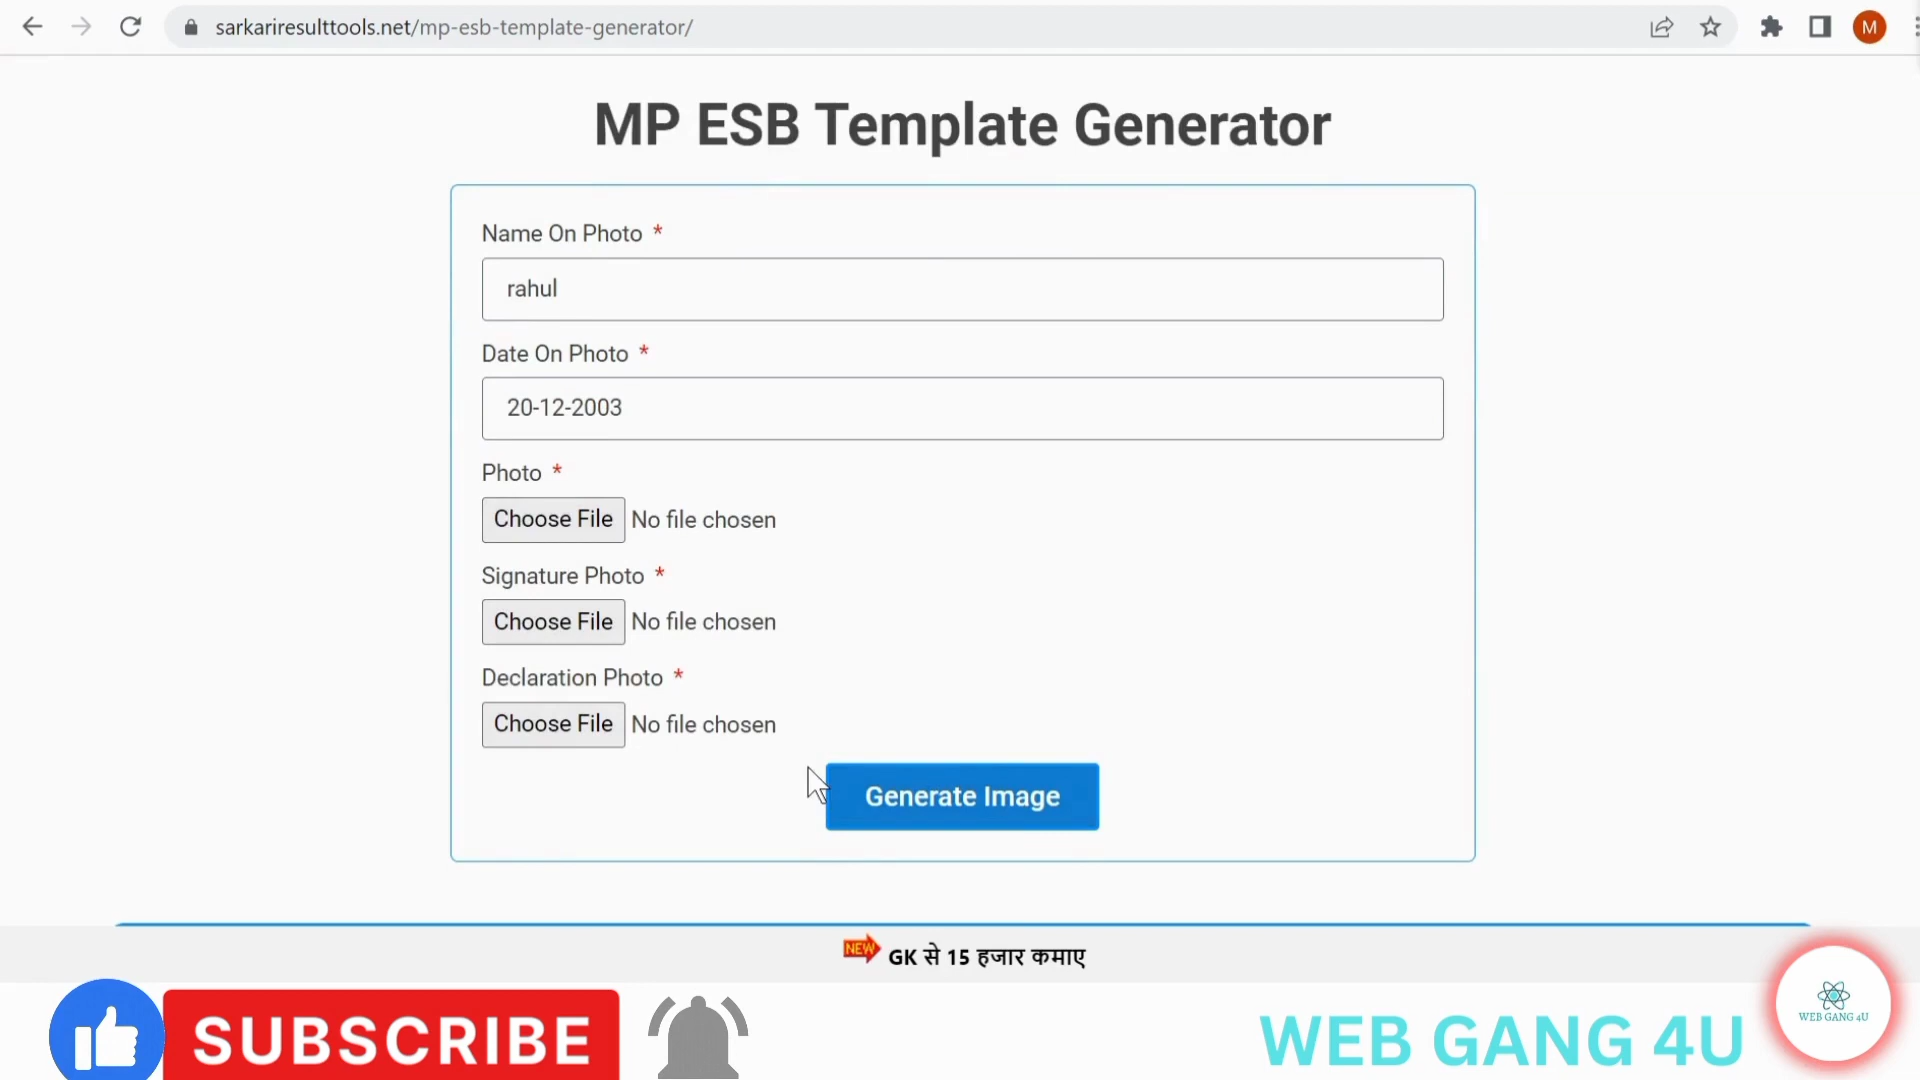 sarkariresulttools.net/mp-esb-template-generator/
M
MP ESB Template Generator
Name On Photo *
rahul
Date On Photo *
20-12-2003
Photo *
Choose File No file chosen
Signature Photo *
Choose File No file chosen
Declaration Photo *
Choose File No file chosen
Generate Image
NEW GK से 15 हजार कमाए
SUBSCRIBE
WEB GANG 4U
WEB GANG 4U